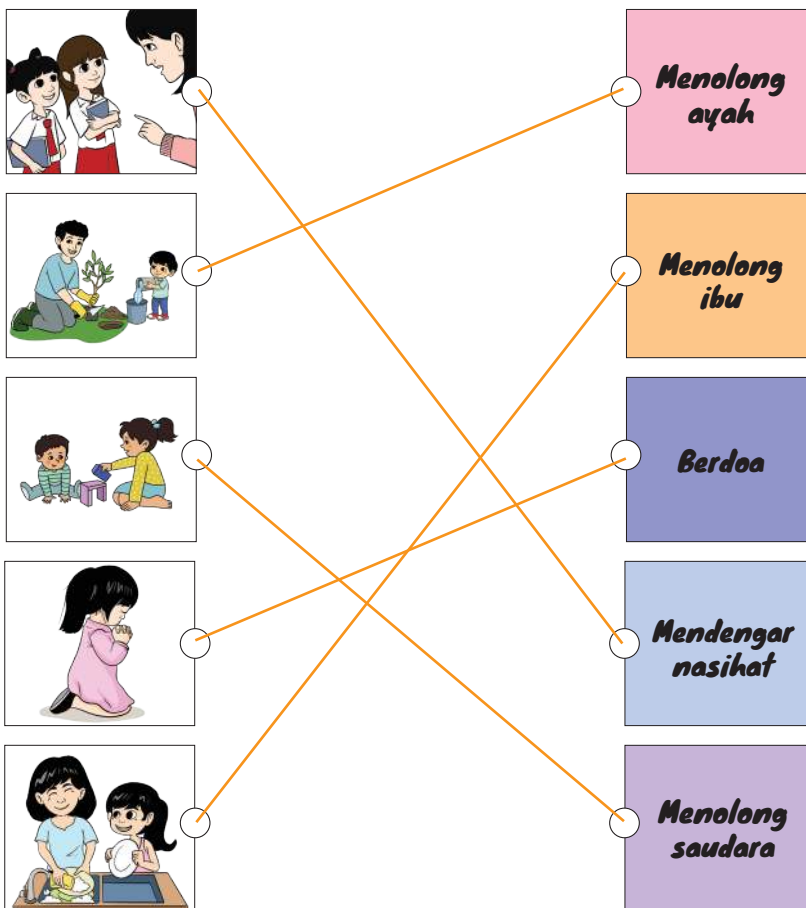 Menolong
ayah
Menolong
ibu
Berdoa
Mendengar
nasihat
Menolong
saudara